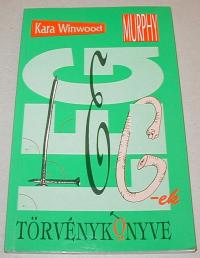 Kara Winwood
MURPHY
LEG
LEG
-ek
TÖRVÉNYKÖNYVE